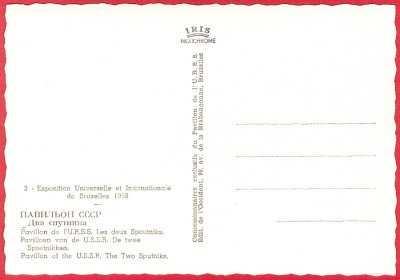 IRIS
MEXICHROME
Concessionnaires exclusifs du Pavillon de l'U.R.S.S.
Edit. de l'Occident, 99, av. de la Brabançonne, Bruxelles
3 - Exposition Universelle et Internationale
de Bruxelles 1958
ПАВИЛЬОН СССР
Два спутника
Pavillon de l'U.R.S.S. Les deux Spoutniks.
Paviljoen van de U.S.S.R. De twee
Spoetnikken.
Pavilion of the U.S.S.R. The Two Sputniks.